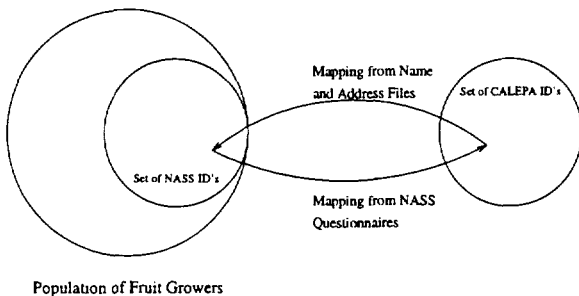 Mapping from Name
and Address Files
Set of CALEPA ID's
Set of NASS ID's
Mapping from NASS
Questionnaires
Population of Fruit Growers